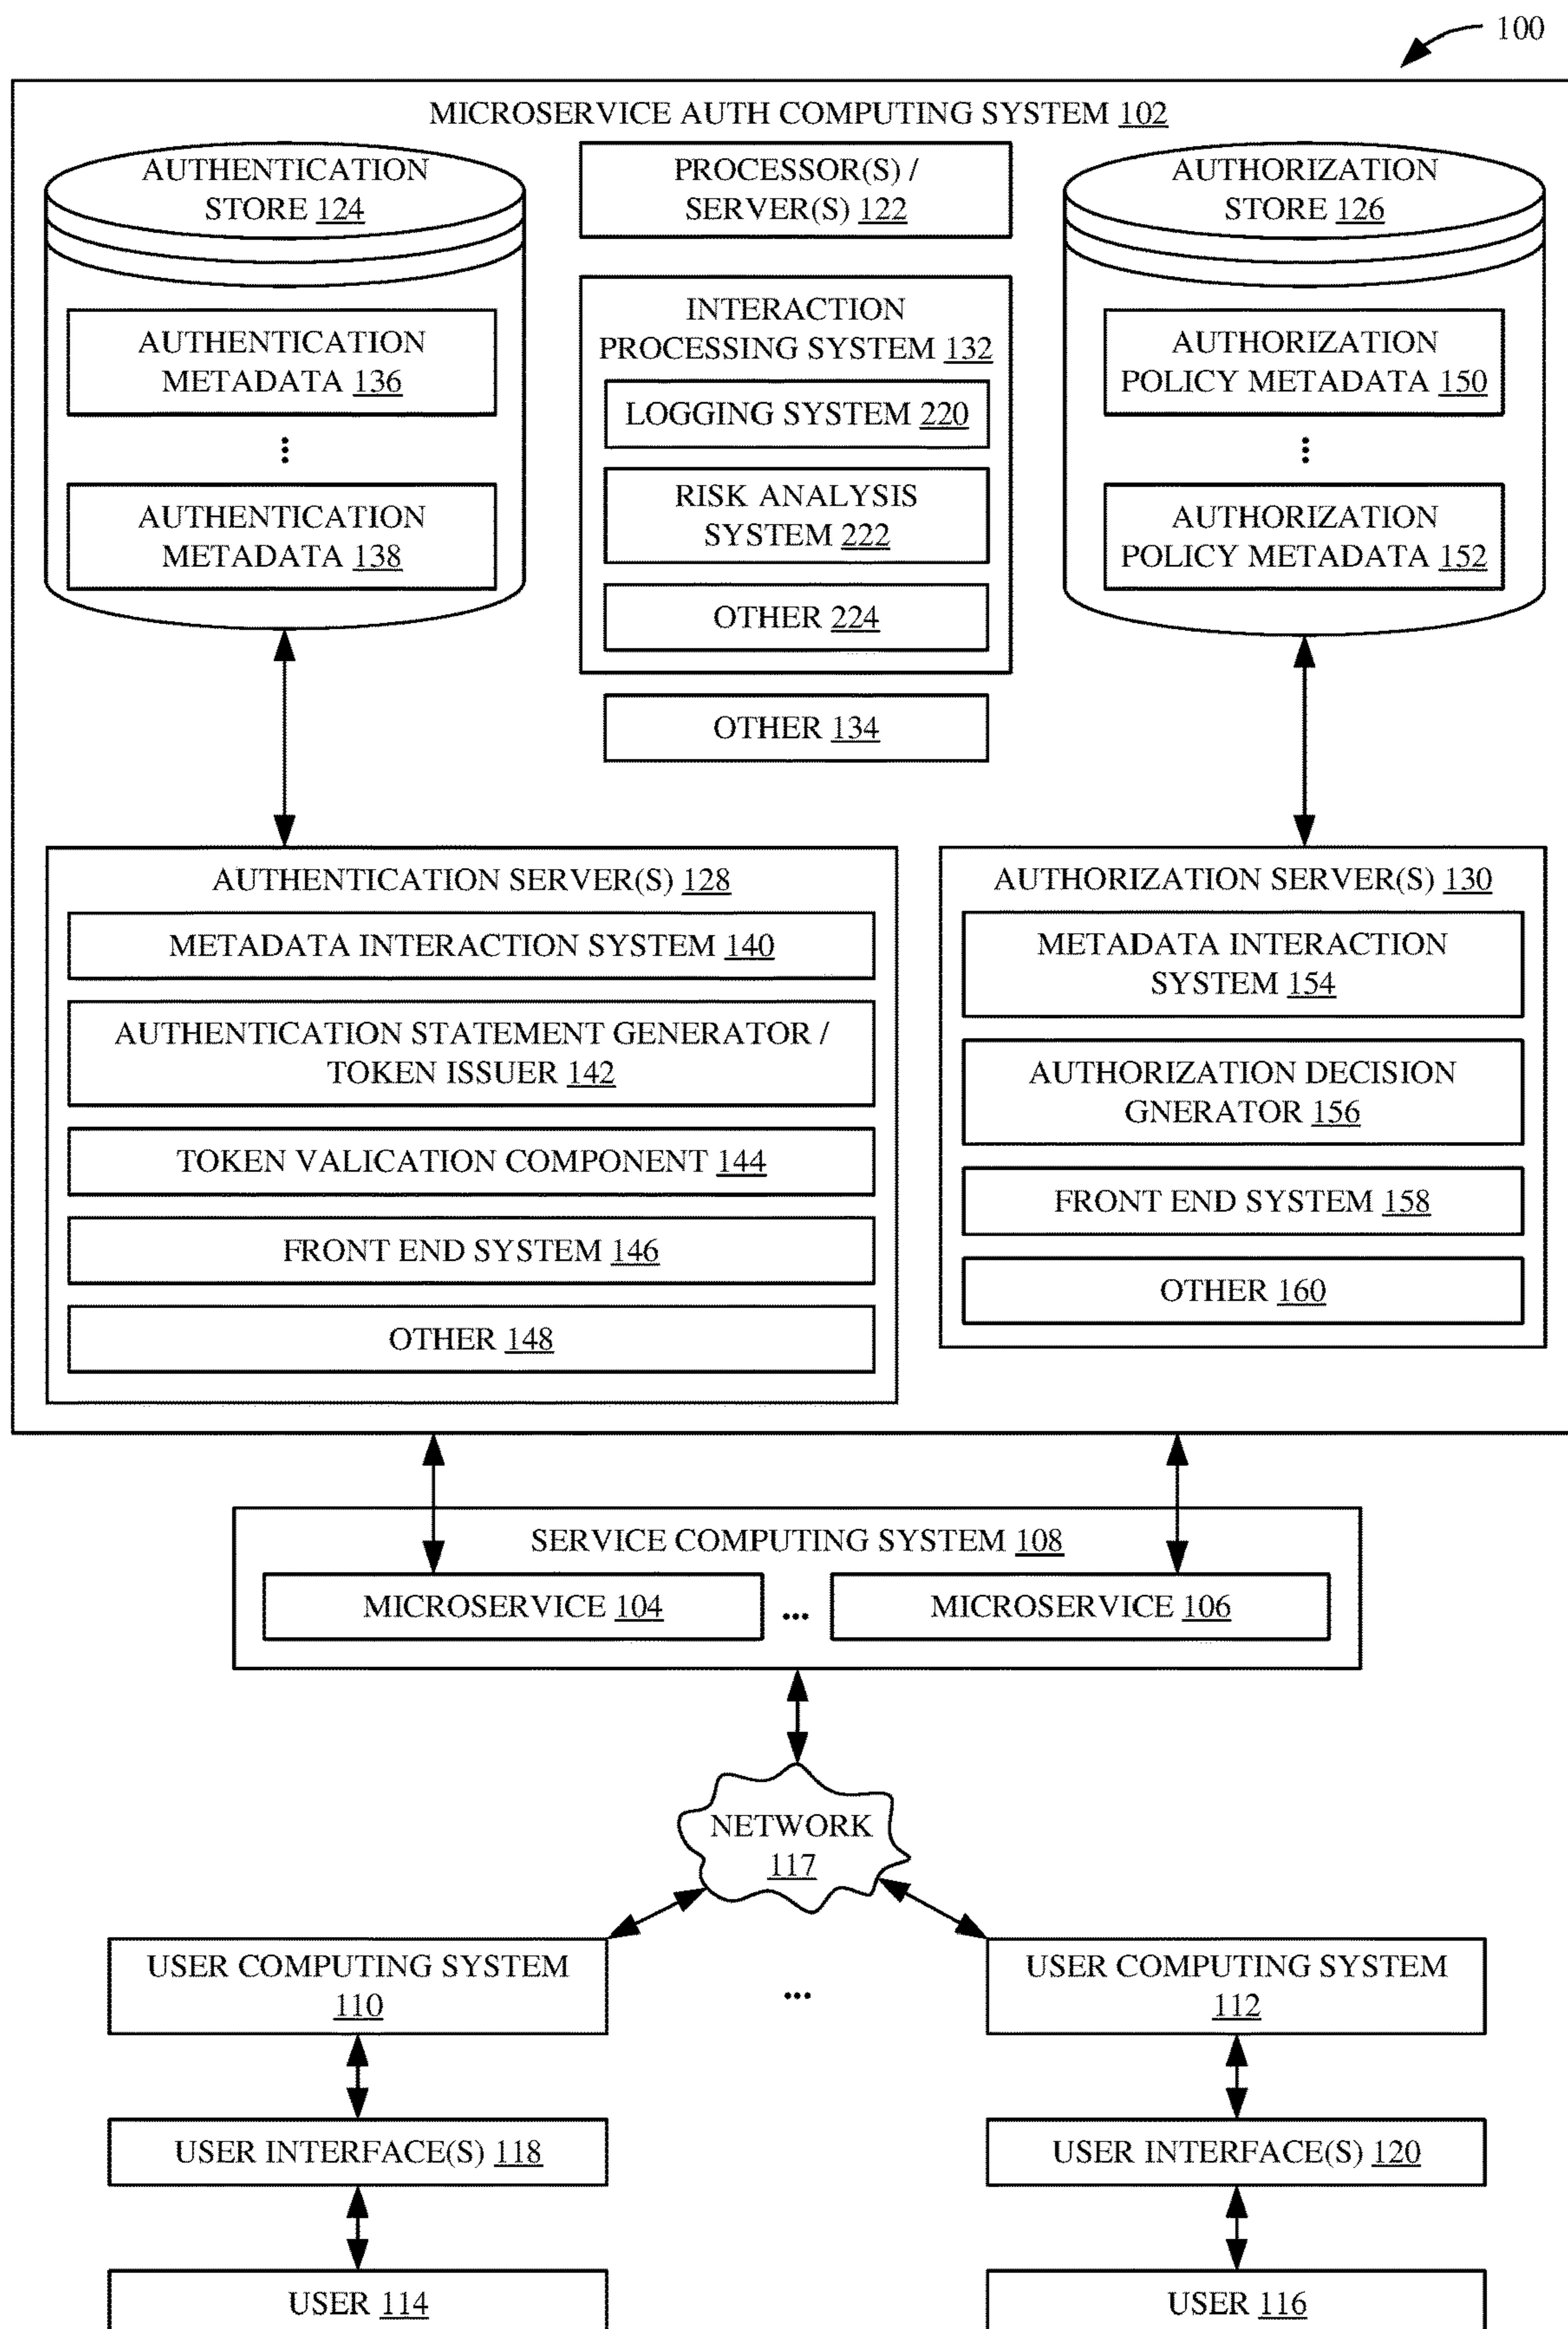 100
MICROSERVICE AUTH COMPUTING SYSTEM 102
AUTHENTICATION
STORE 124
AUTHENTICATION
METADATA 136
...
AUTHENTICATION
METADATA 138
PROCESSOR(S) /
SERVER(S) 122
INTERACTION
PROCESSING SYSTEM 132
LOGGING SYSTEM 220
RISK ANALYSIS
SYSTEM 222
OTHER 224
OTHER 134
AUTHORIZATION
STORE 126
AUTHORIZATION
POLICY METADATA 150
...
AUTHORIZATION
POLICY METADATA 152
AUTHENTICATION SERVER(S) 128
METADATA INTERACTION SYSTEM 140
AUTHENTICATION STATEMENT GENERATOR /
TOKEN ISSUER 142
TOKEN VALICATION COMPONENT 144
FRONT END SYSTEM 146
OTHER 148
AUTHORIZATION SERVER(S) 130
METADATA INTERACTION
SYSTEM 154
AUTHORIZATION DECISION
GNERATOR 156
FRONT END SYSTEM 158
OTHER 160
SERVICE COMPUTING SYSTEM 108
MICROSERVICE 104 ... MICROSERVICE 106
NETWORK
117
USER COMPUTING SYSTEM
110
...
USER COMPUTING SYSTEM
112
USER INTERFACE(S) 118
USER INTERFACE(S) 120
USER 114
USER 116